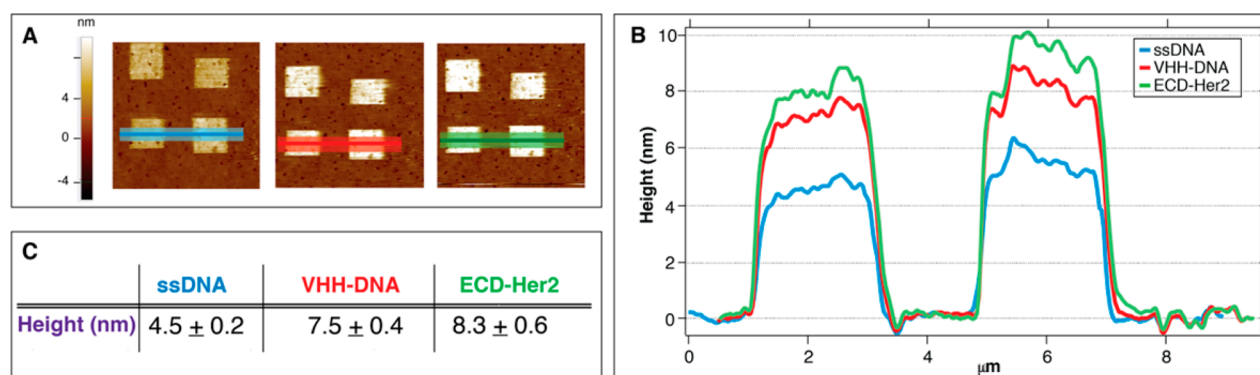 A
nm
4
0
-4
B
10
8
6
4
2
0
Height (nm)
ssDNA
VHH-DNA
ECD-Her2
0 2 4 6 8
μm
C
ssDNA VHH-DNA ECD-Her2
Height (nm) 4.5 ± 0.2 7.5 ± 0.4 8.3 ± 0.6